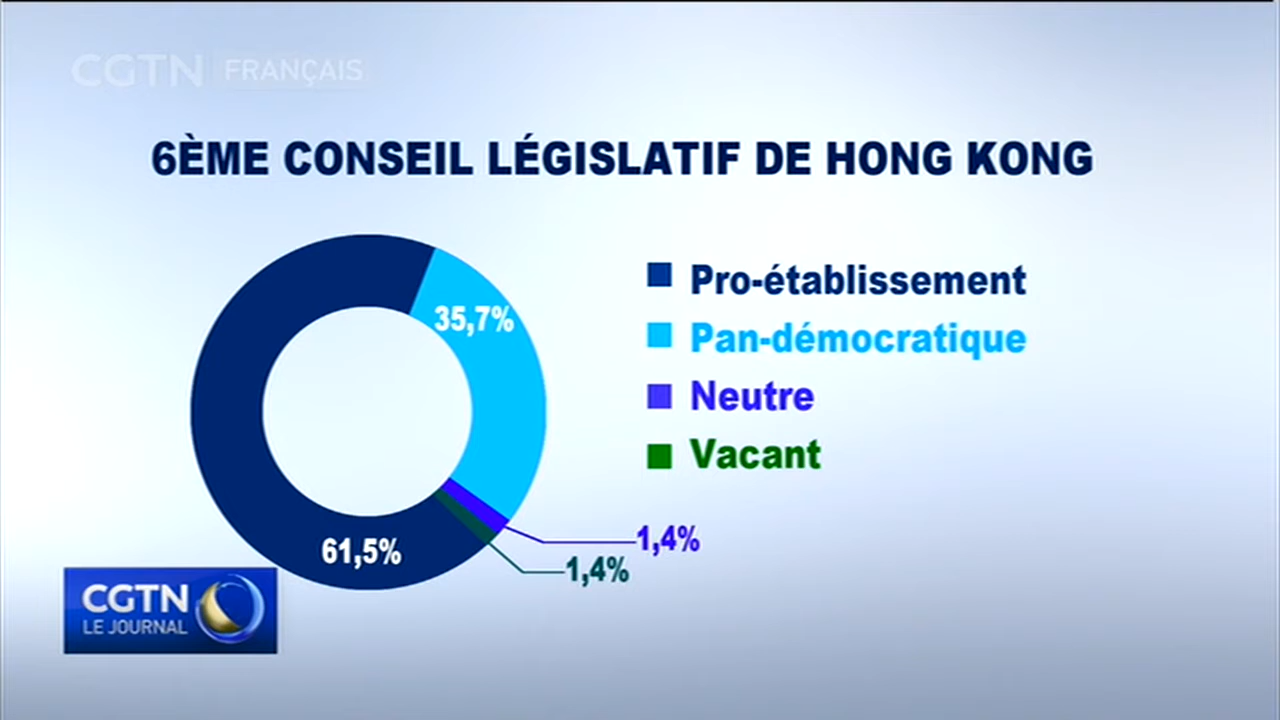 CGTN FRANÇAIS
6ÈME CONSEIL LÉGISLATIF DE HONG KONG
35,7%
61,5%
1,4%
1,4%
Pro-établissement
Pan-démocratique
Neutre
Vacant
CGTN
LE JOURNAL